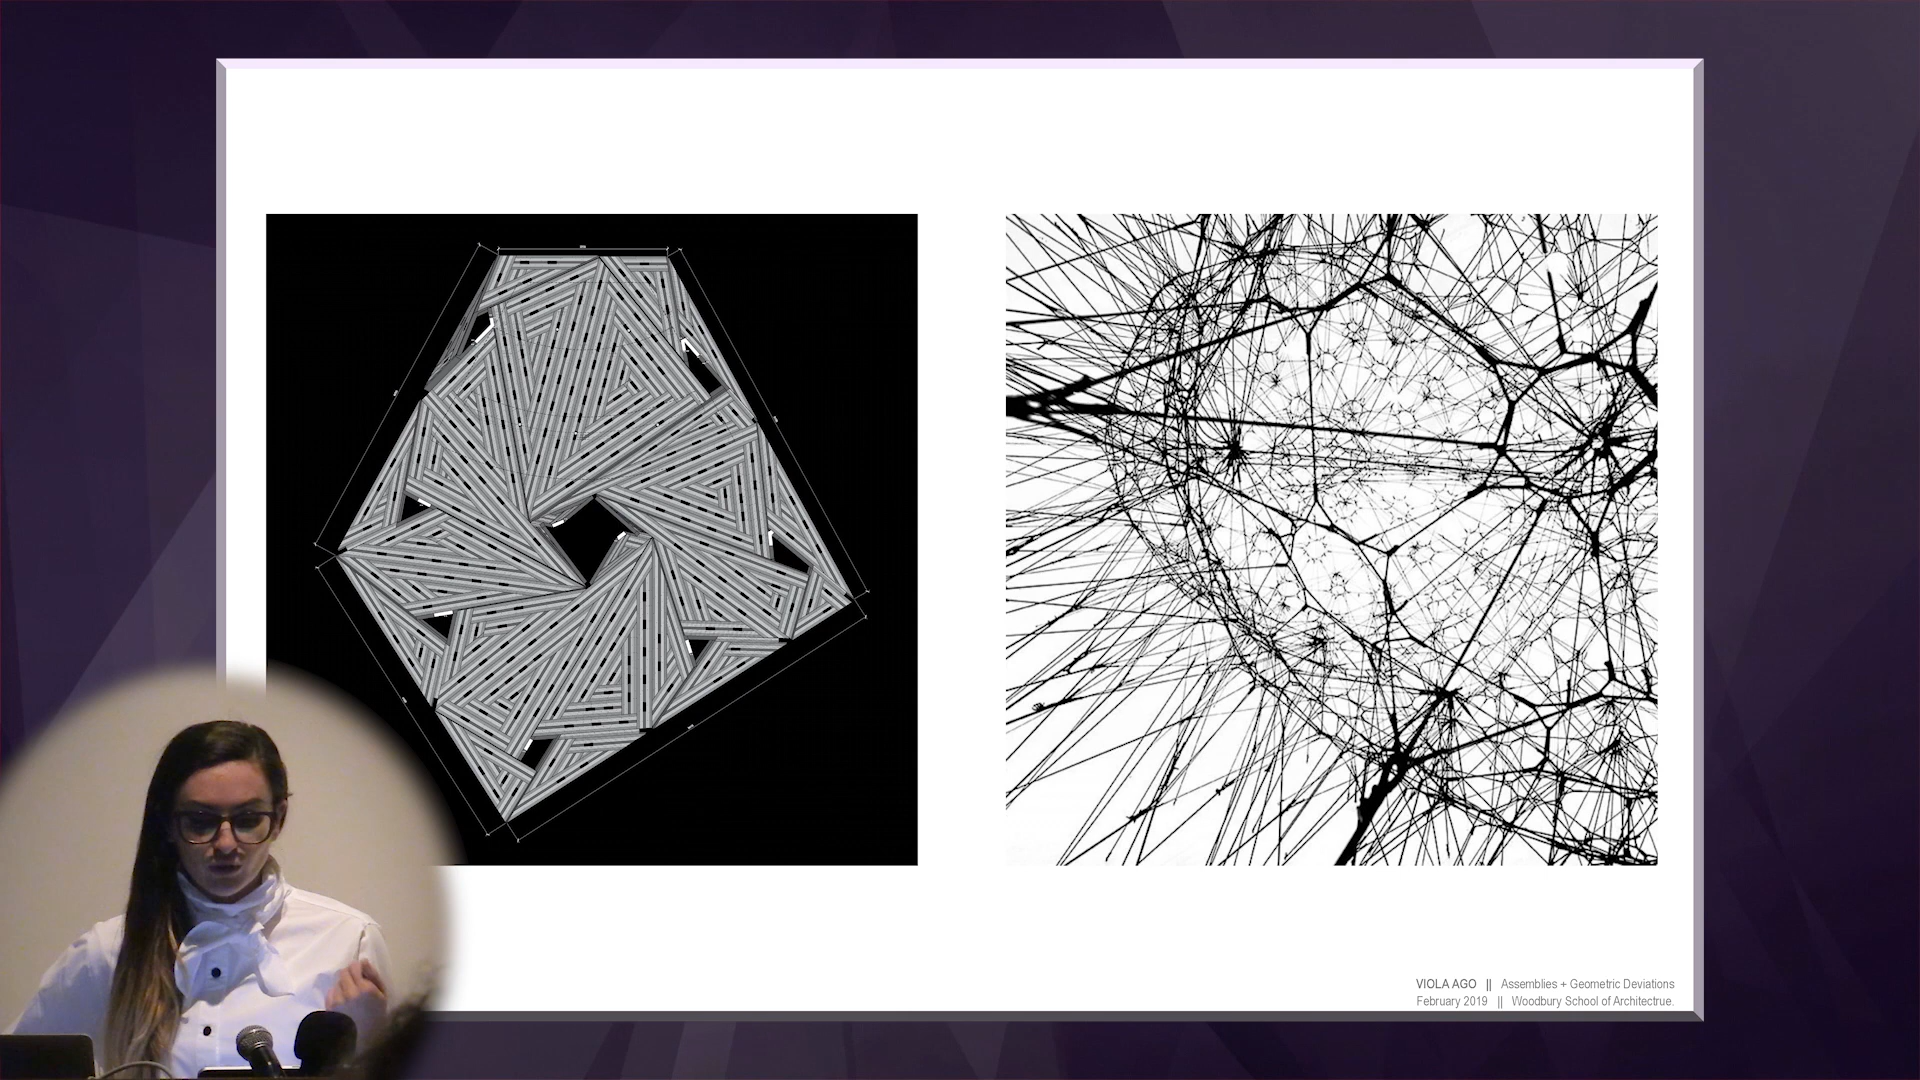 VIOLA AGO || Assemblies + Geometric Deviations
February 2019 || Woodbury School of Architectrue.